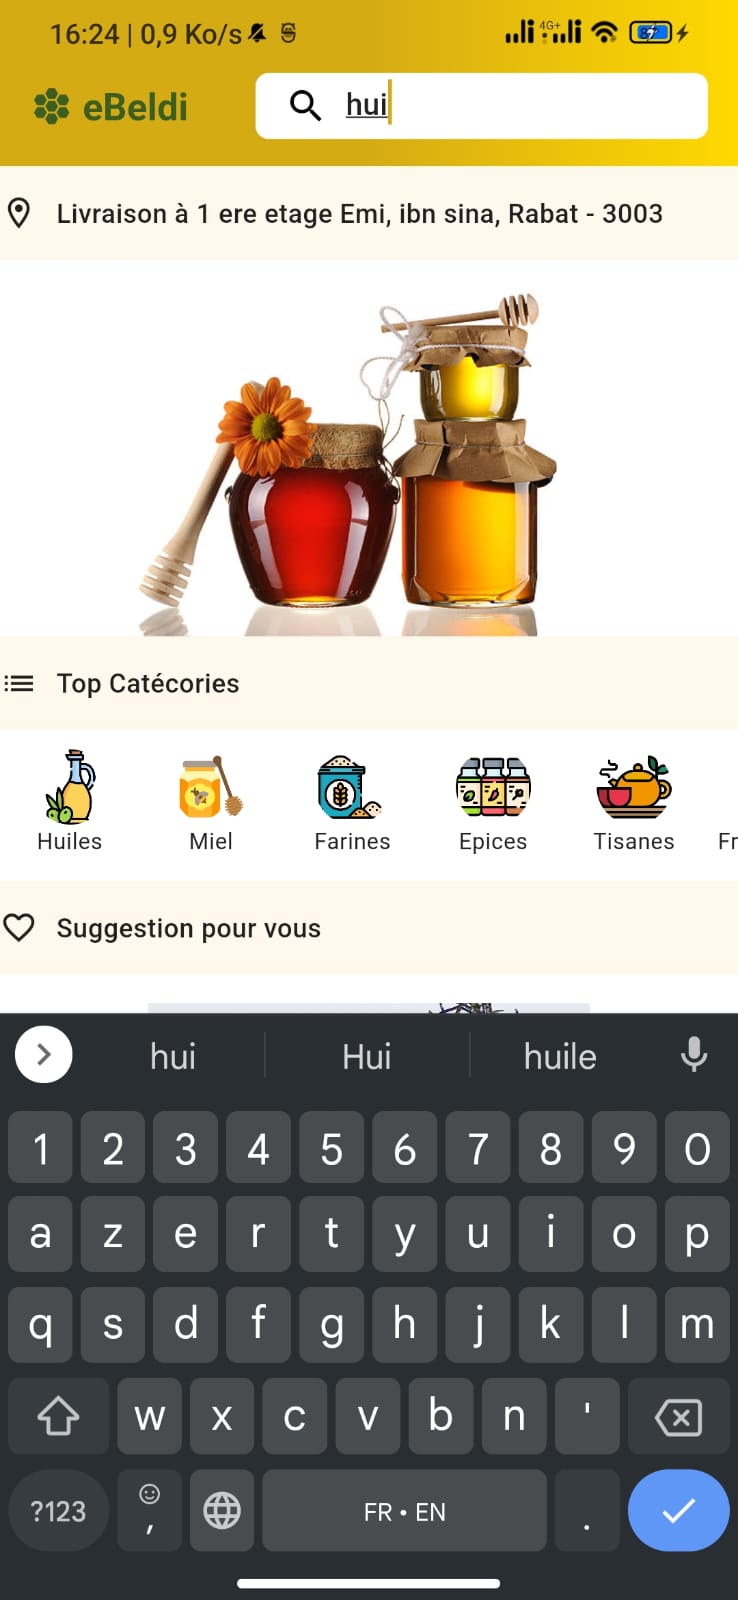 16:24 | 0,9 Ko/s 4G+
eBeldi
hui
Livraison à 1 ere etage Emi, ibn sina, Rabat - 3003
Top Catécories
Huiles Miel Farines Epices Tisanes Fr
Suggestion pour vous
hui Hui huile
1 2 3 4 5 6 7 8 9 0
a z e r t y u i o p
q s d f g h j k l m
w x c v b n '
?123 , FR • EN .